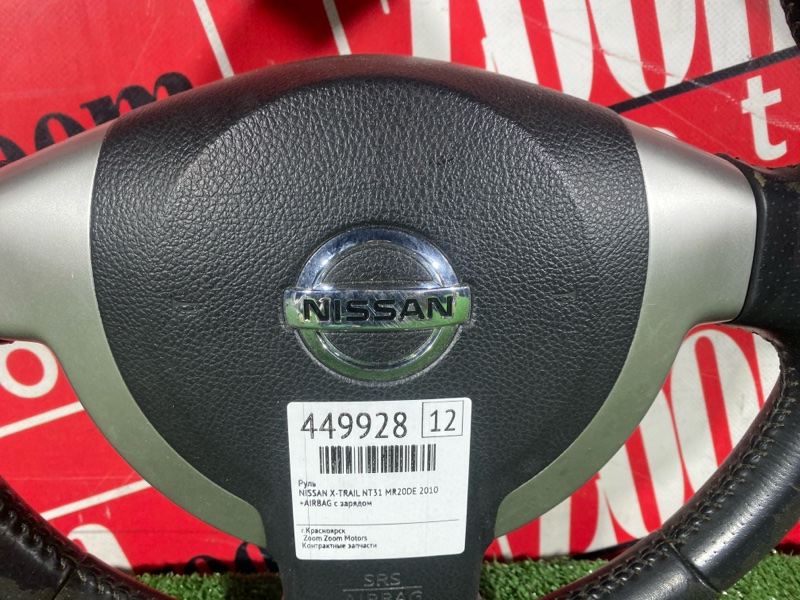 oom
t
NISSAN
449928 12
Руль
NISSAN X-TRAIL NT31 MR20DE 2010
+AIRBAG с зарядом
г.Красноярск
Zoom Zoom Motors
Контрактные запчасти
SRS
AIRBAG